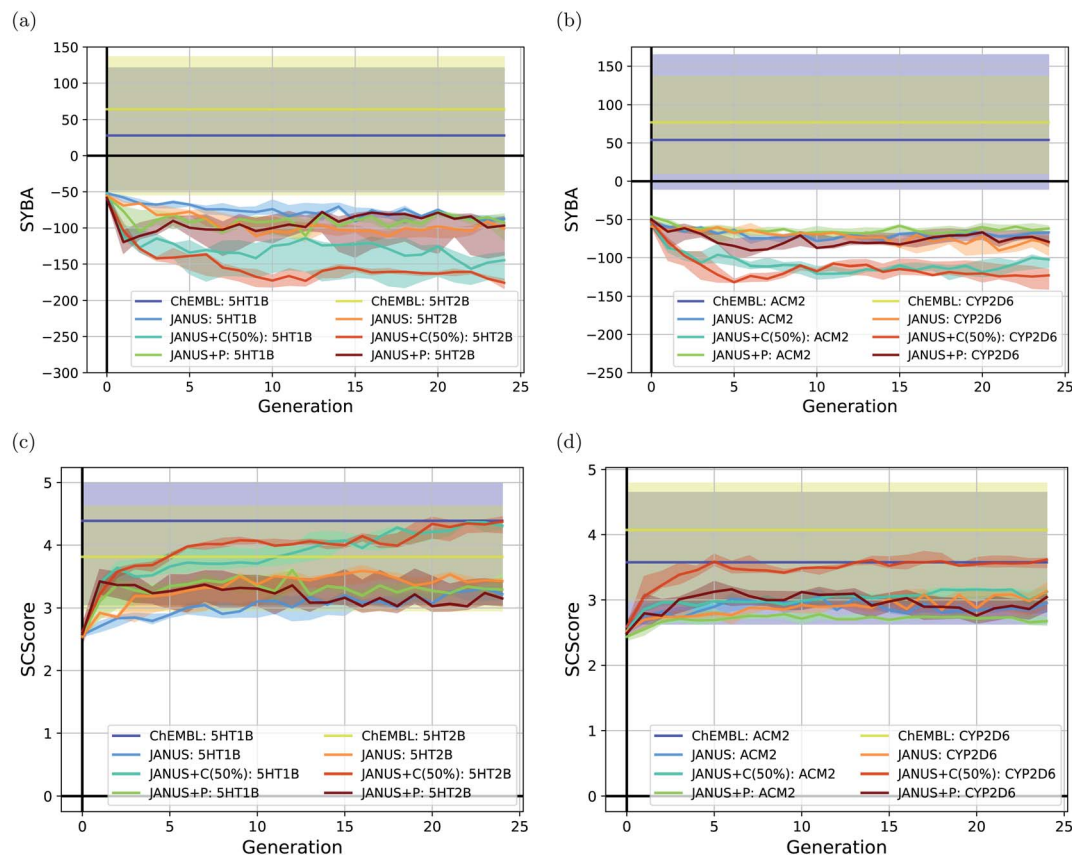 (a)
150
100
50
0
−50
−100
−150
−200
−250
−300
SYBA
ChEMBL: 5HT1B
JANUS: 5HT1B
JANUS+C(50%): 5HT1B
JANUS+P: 5HT1B
ChEMBL: 5HT2B
JANUS: 5HT2B
JANUS+C(50%): 5HT2B
JANUS+P: 5HT2B
0 5 10 15 20 25
Generation
(b)
150
100
50
0
−50
−100
−150
−200
−250
SYBA
ChEMBL: ACM2
JANUS: ACM2
JANUS+C(50%): ACM2
JANUS+P: ACM2
ChEMBL: CYP2D6
JANUS: CYP2D6
JANUS+C(50%): CYP2D6
JANUS+P: CYP2D6
0 5 10 15 20 25
Generation
(c)
5
4
3
2
1
0
SCScore
ChEMBL: 5HT1B
JANUS: 5HT1B
JANUS+C(50%): 5HT1B
JANUS+P: 5HT1B
ChEMBL: 5HT2B
JANUS: 5HT2B
JANUS+C(50%): 5HT2B
JANUS+P: 5HT2B
0 5 10 15 20 25
Generation
(d)
5
4
3
2
1
0
SCScore
ChEMBL: ACM2
JANUS: ACM2
JANUS+C(50%): ACM2
JANUS+P: ACM2
ChEMBL: CYP2D6
JANUS: CYP2D6
JANUS+C(50%): CYP2D6
JANUS+P: CYP2D6
0 5 10 15 20 25
Generation